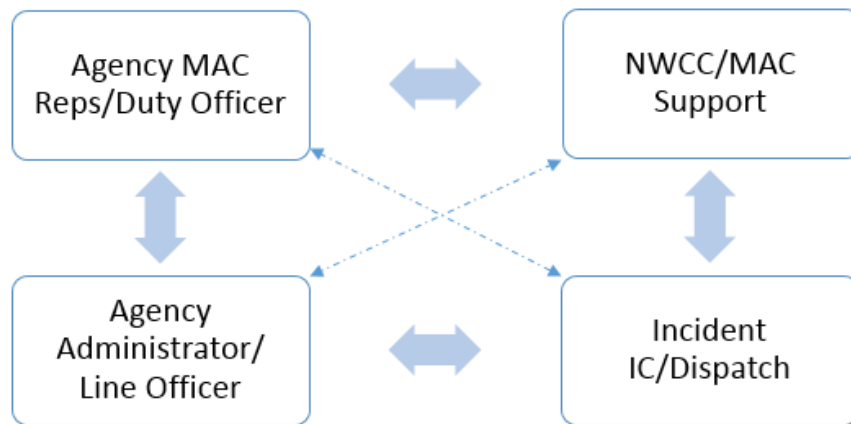 Agency MAC
Reps/Duty Officer
NWCC/MAC
Support
Agency
Administrator/
Line Officer
Incident
IC/Dispatch